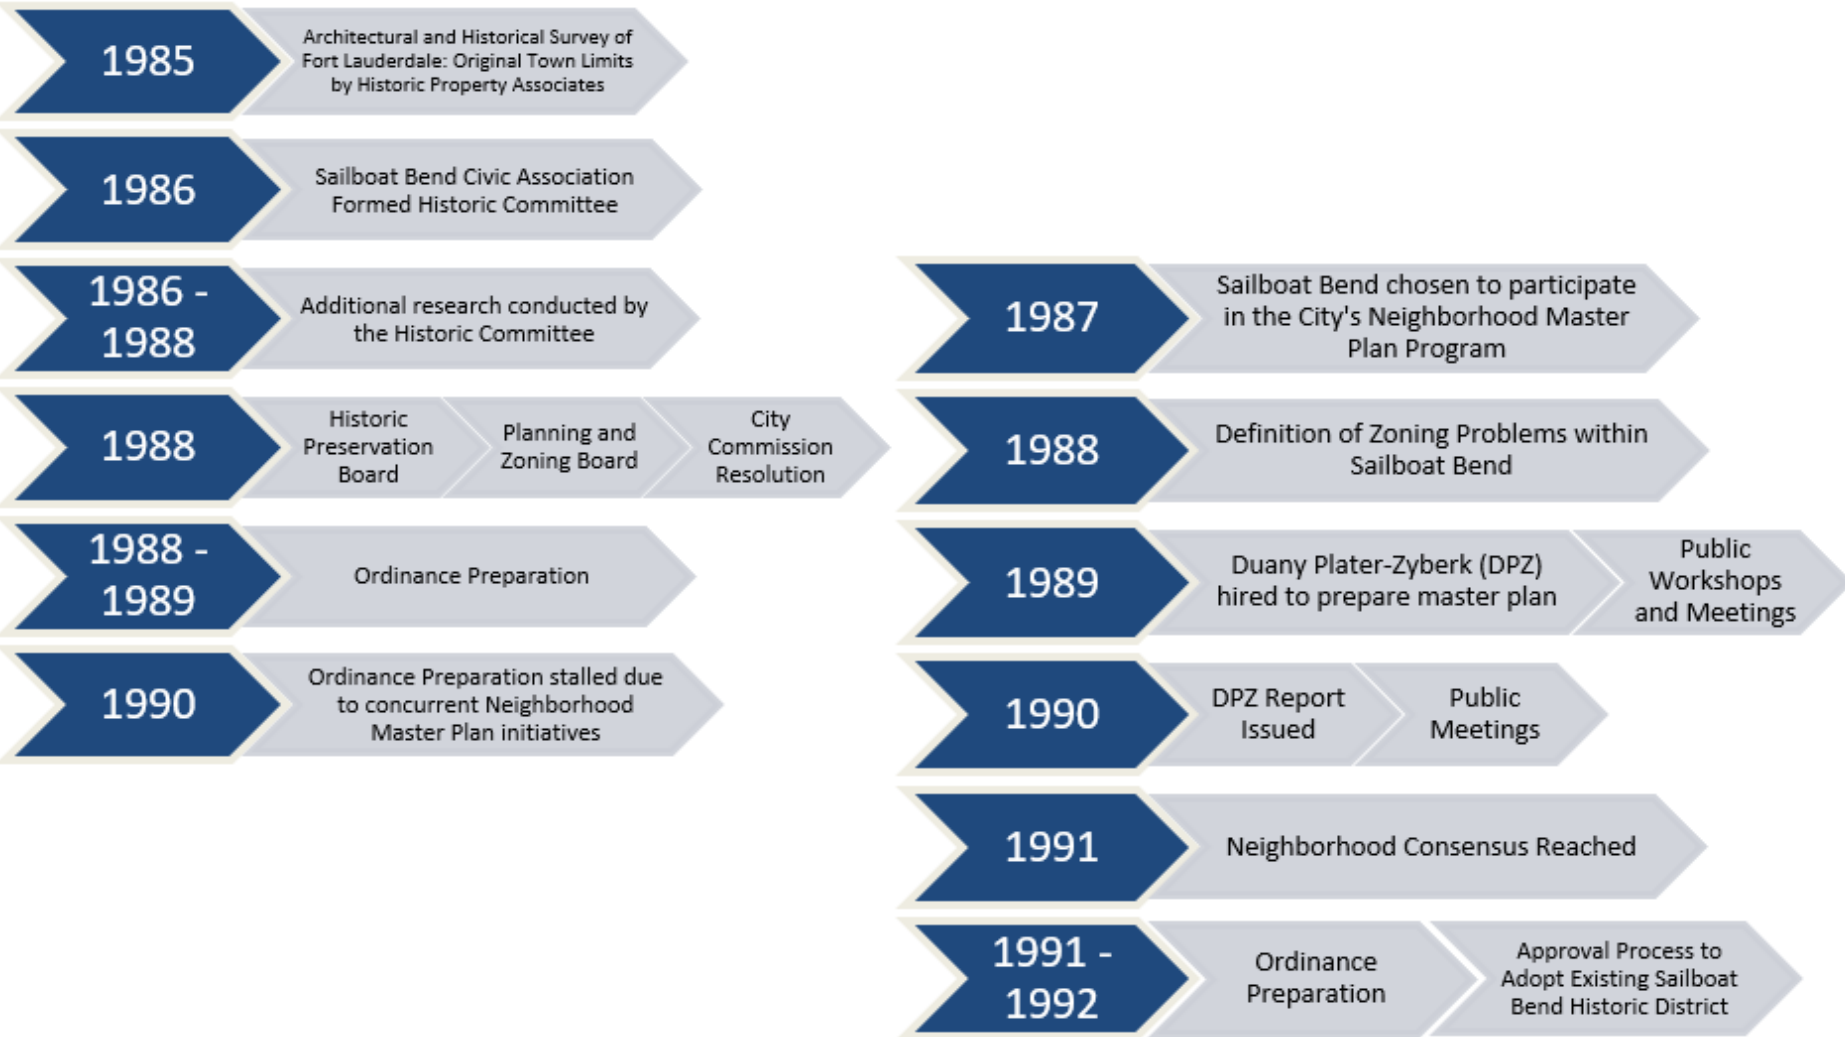 1985
Architectural and Historical Survey of
Fort Lauderdale: Original Town Limits
by Historic Property Associates
1986
Sailboat Bend Civic Association
Formed Historic Committee
1986 -
1988
Additional research conducted by
the Historic Committee
1988
Historic
Preservation
Board
Planning and
Zoning Board
City
Commission
Resolution
1988 -
1989
Ordinance Preparation
1990
Ordinance Preparation stalled due
to concurrent Neighborhood
Master Plan initiatives
1987
Sailboat Bend chosen to participate
in the City's Neighborhood Master
Plan Program
1988
Definition of Zoning Problems within
Sailboat Bend
1989
Duany Plater-Zyberk (DPZ)
hired to prepare master plan
Public
Workshops
and Meetings
1990
DPZ Report
Issued
Public
Meetings
1991
Neighborhood Consensus Reached
1991 -
1992
Ordinance
Preparation
Approval Process to
Adopt Existing Sailboat
Bend Historic District